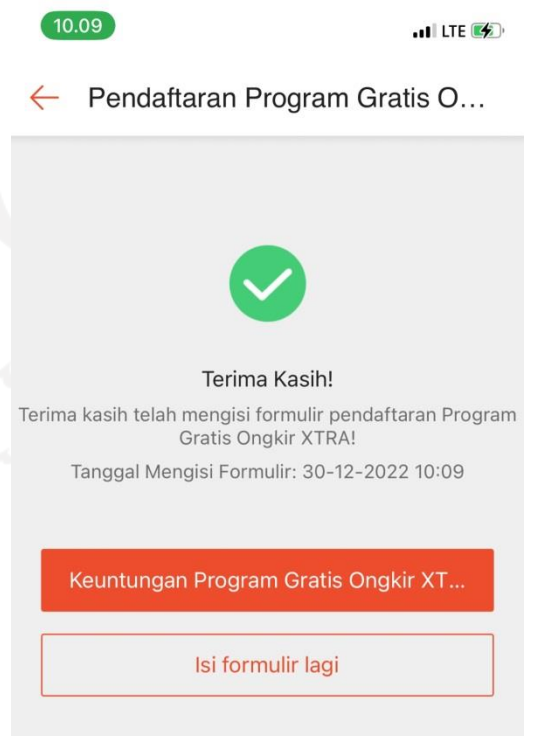 10.09
LTE
Pendaftaran Program Gratis O...
Terima Kasih!
Terima kasih telah mengisi formulir pendaftaran Program
Gratis Ongkir XTRA!
Tanggal Mengisi Formulir: 30-12-2022 10:09
Keuntungan Program Gratis Ongkir XT...
Isi formulir lagi